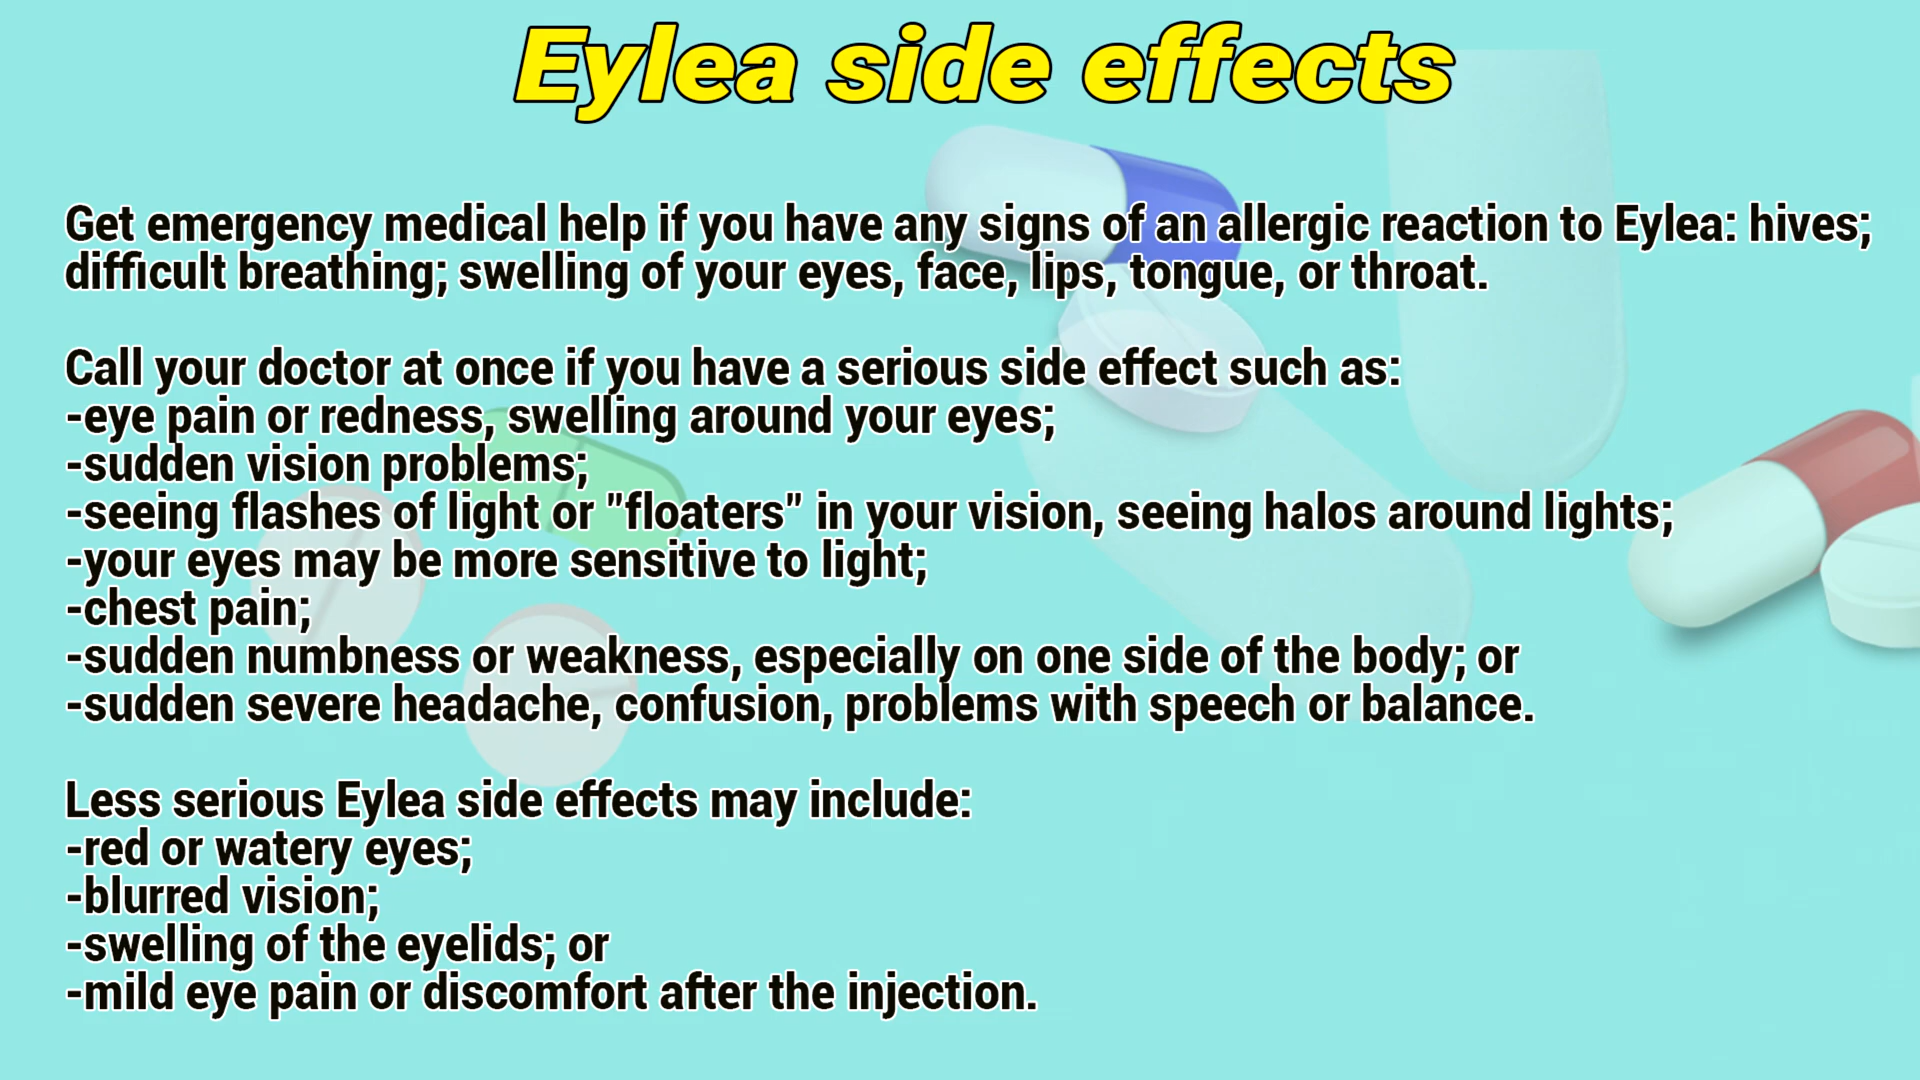 Eylea side effects
Get emergency medical help if you have any signs of an allergic reaction to Eylea: hives;
difficult breathing; swelling of your eyes, face, lips, tongue, or throat.
Call your doctor at once if you have a serious side effect such as:
-eye pain or redness, swelling around your eyes;
-sudden vision problems;
-seeing flashes of light or "floaters" in your vision, seeing halos around lights;
-your eyes may be more sensitive to light;
-chest pain;
-sudden numbness or weakness, especially on one side of the body; or
-sudden severe headache, confusion, problems with speech or balance.
Less serious Eylea side effects may include:
-red or watery eyes;
-blurred vision;
-swelling of the eyelids; or
-mild eye pain or discomfort after the injection.